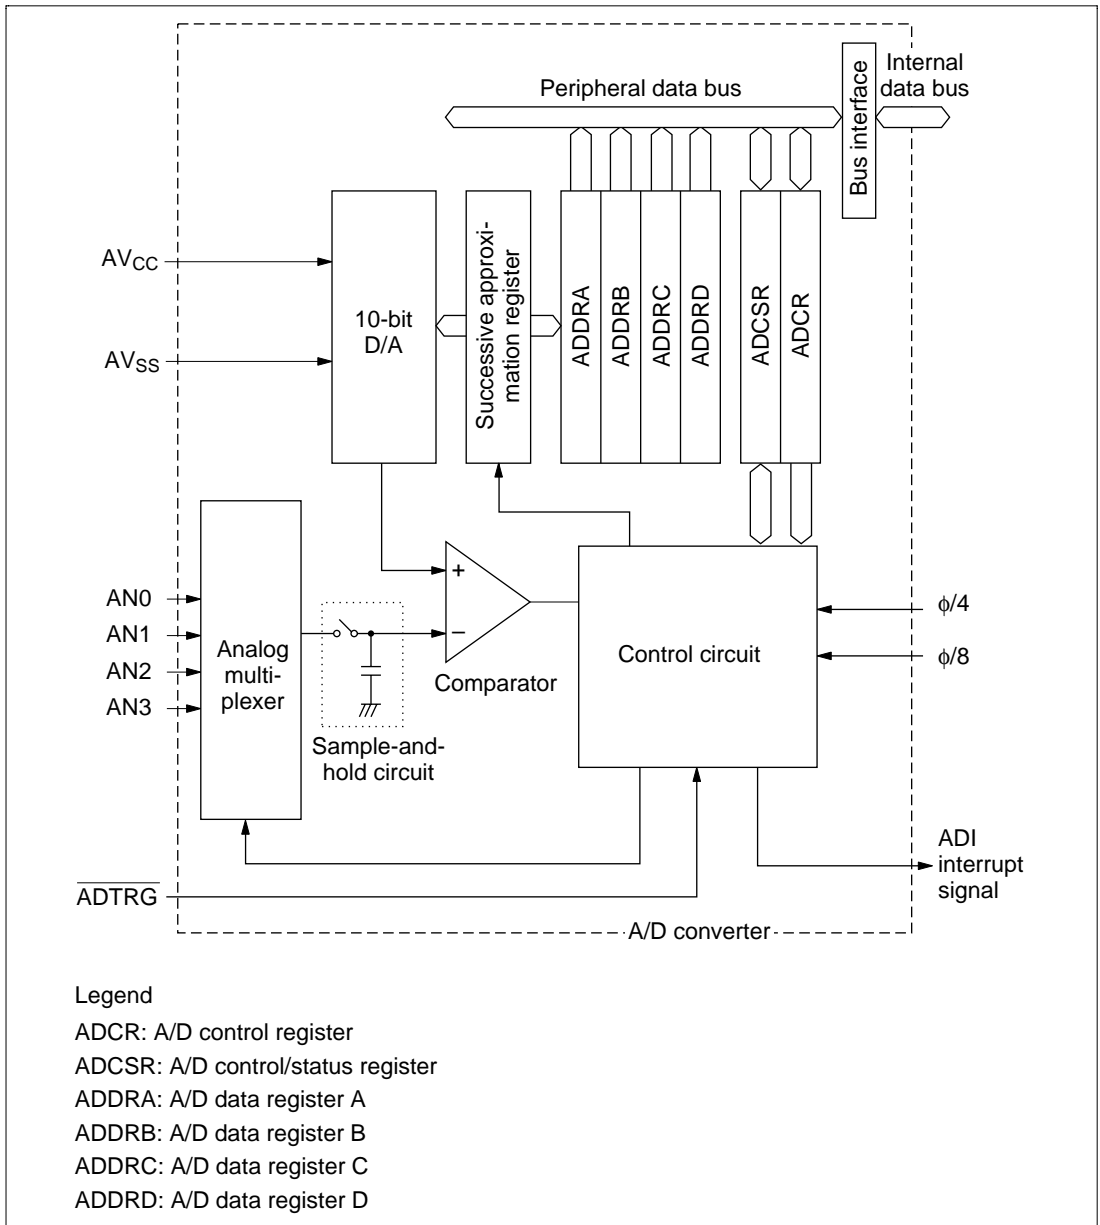 Peripheral data bus
Internal
data bus
Bus interface
AV_CC
AV_SS
10-bit
D/A
Successive approxi-
mation register
ADDRA
ADDRB
ADDRC
ADDRD
ADCSR
ADCR
AN0
AN1
AN2
AN3
Analog
multi-
plexer
+
−
Comparator
Sample-and-
hold circuit
Control circuit
ϕ/4
ϕ/8
ADI
interrupt
signal
A̅D̅T̅R̅G̅
A/D converter
Legend
ADCR: A/D control register
ADCSR: A/D control/status register
ADDRA: A/D data register A
ADDRB: A/D data register B
ADDRC: A/D data register C
ADDRD: A/D data register D